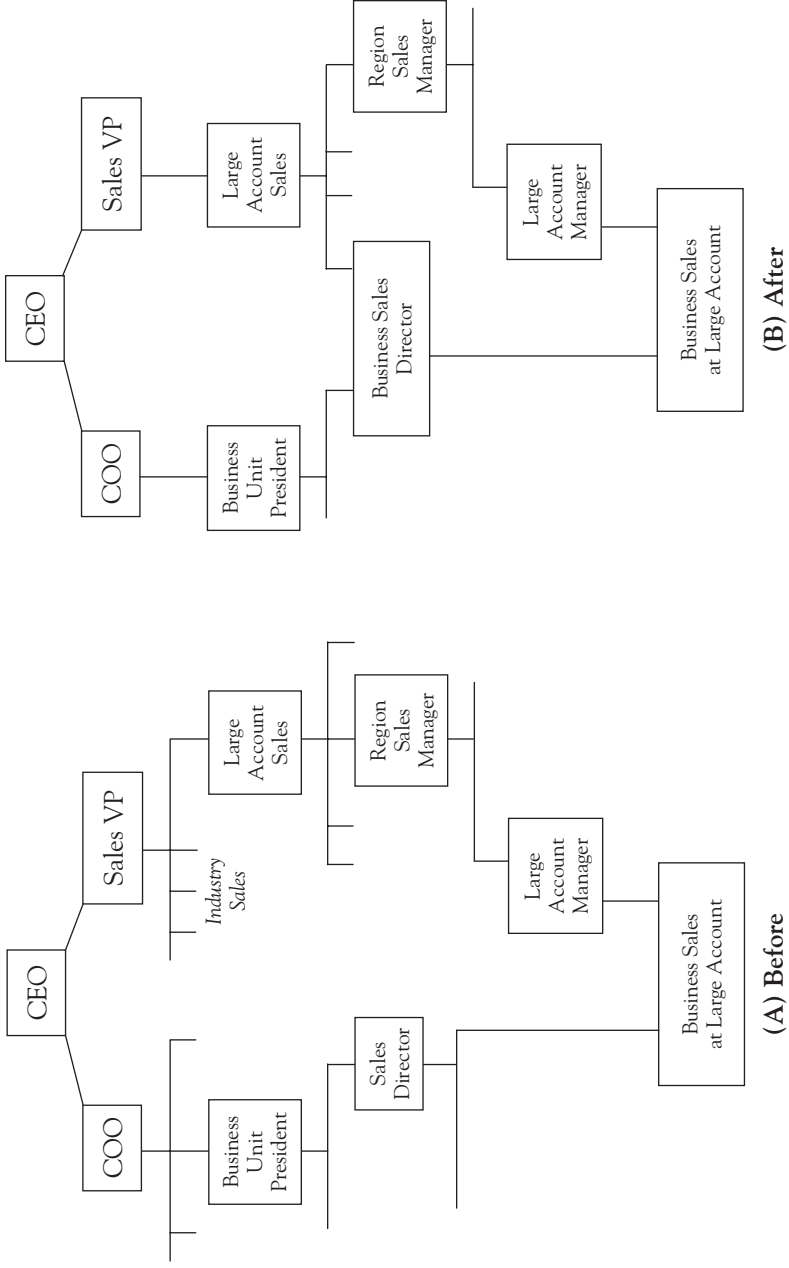 CEO
COO
Sales VP
Industry
Sales
Business
Unit
President
Large
Account
Sales
Sales
Director
Region
Sales
Manager
Large
Account
Manager
Business Sales
at Large Account
(A) Before
CEO
COO
Sales VP
Business
Unit
President
Large
Account
Sales
Business Sales
Director
Region
Sales
Manager
Large
Account
Manager
Business Sales
at Large Account
(B) After